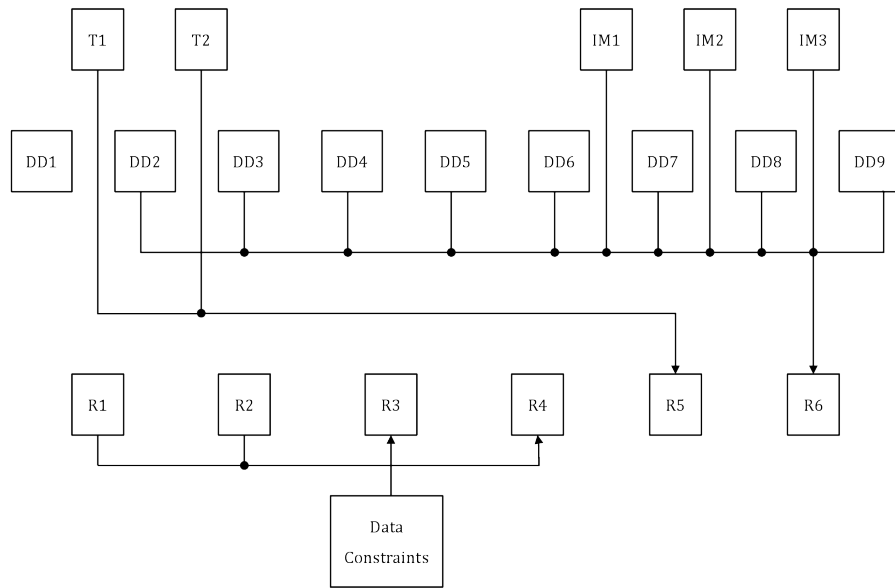 T1
T2
IM1
IM2
IM3
DD1
DD2
DD3
DD4
DD5
DD6
DD7
DD8
DD9
R1
R2
R3
R4
R5
R6
Data
Constraints